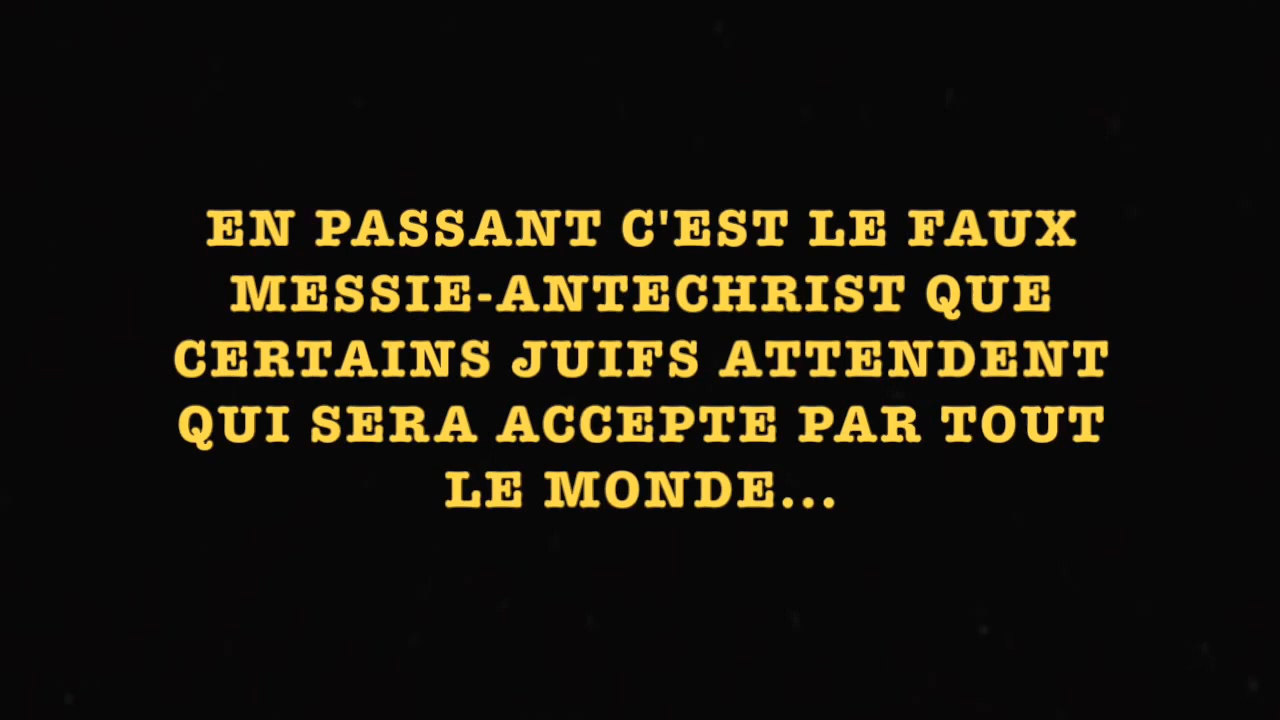 EN PASSANT C'EST LE FAUX
MESSIE-ANTECHRIST QUE
CERTAINS JUIFS ATTENDENT
QUI SERA ACCEPTE PAR TOUT
LE MONDE...